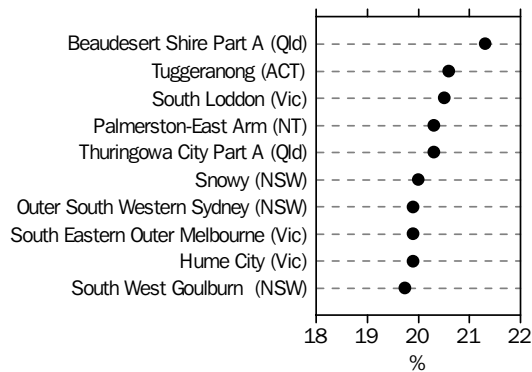 Beaudesert Shire Part A (Qld)
Tuggeranong (ACT)
South Loddon (Vic)
Palmerston-East Arm (NT)
Thuringowa City Part A (Qld)
Snowy (NSW)
Outer South Western Sydney (NSW)
South Eastern Outer Melbourne (Vic)
Hume City (Vic)
South West Goulburn (NSW)
18 19 20 21 22
%